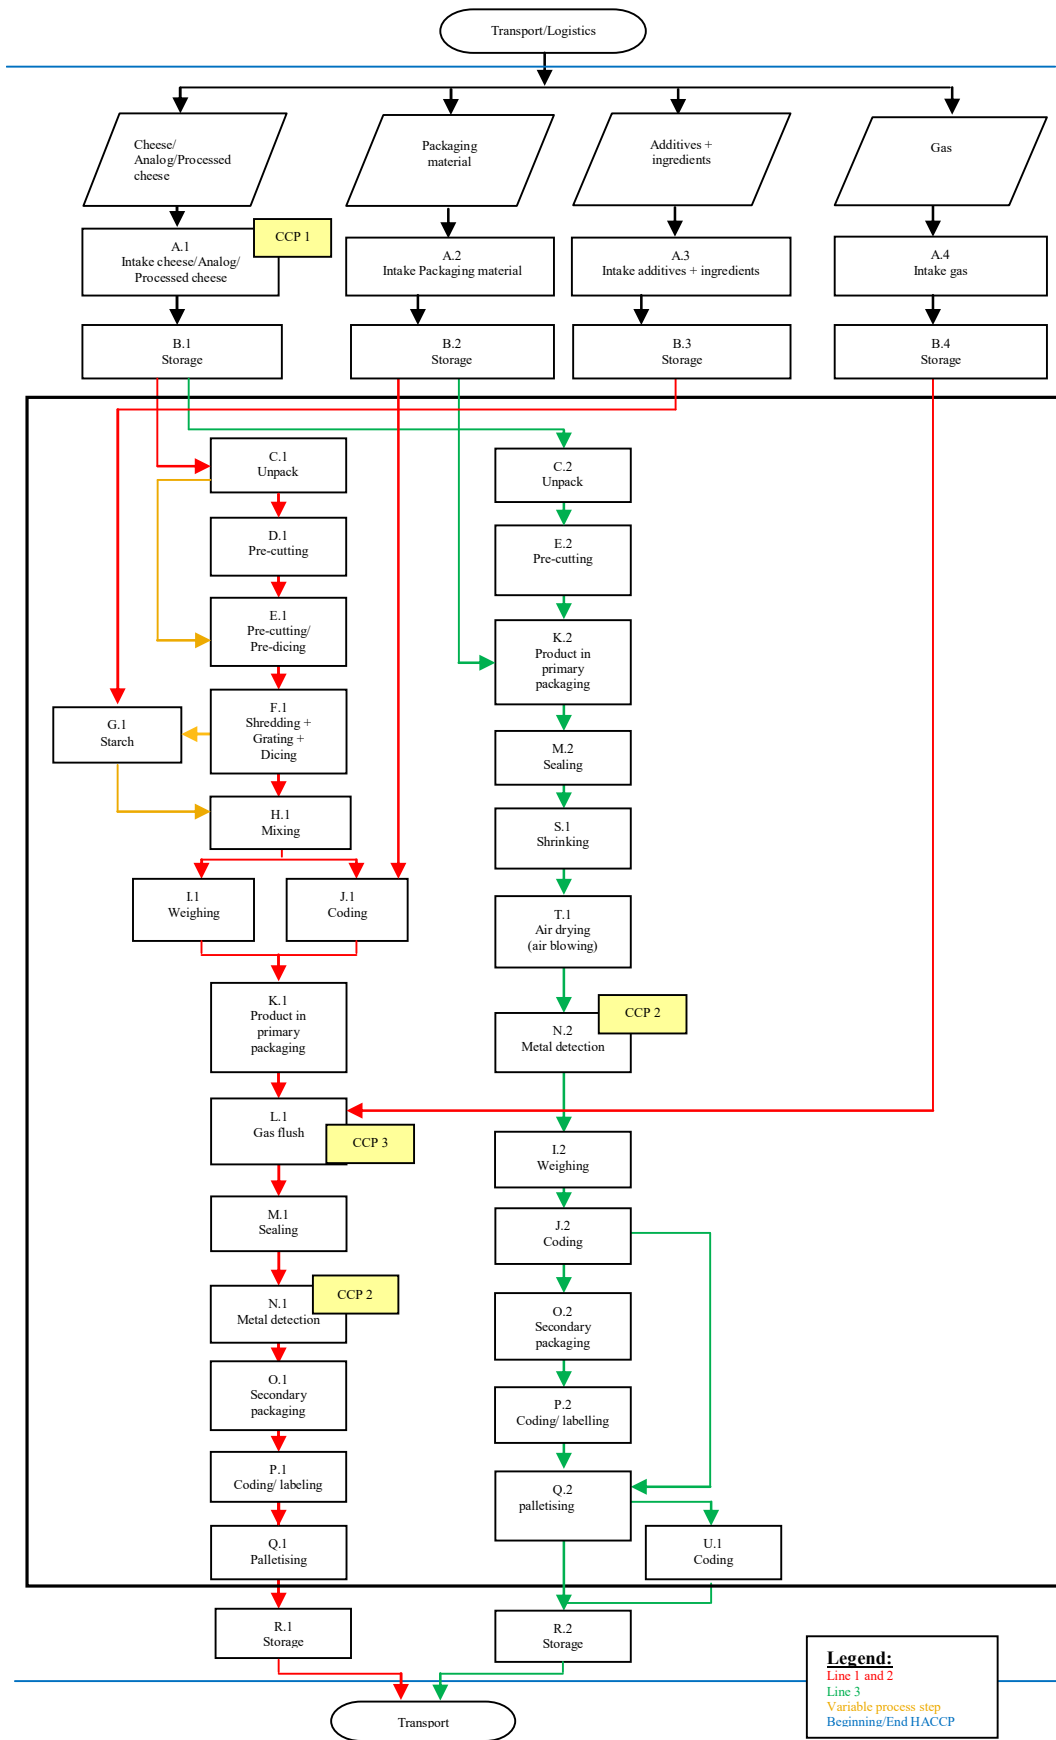 Transport/Logistics
Cheese/
Analog/Processed
cheese
Packaging
material
Additives +
ingredients
Gas
CCP 1
A.1
Intake cheese/Analog/
Processed cheese
A.2
Intake Packaging material
A.3
Intake additives + ingredients
A.4
Intake gas
B.1
Storage
B.2
Storage
B.3
Storage
B.4
Storage
C.1
Unpack
D.1
Pre-cutting
E.1
Pre-cutting/
Pre-dicing
F.1
Shredding +
Grating +
Dicing
G.1
Starch
H.1
Mixing
I.1
Weighing
J.1
Coding
K.1
Product in
primary
packaging
L.1
Gas flush
CCP 3
M.1
Sealing
CCP 2
N.1
Metal detection
O.1
Secondary
packaging
P.1
Coding/ labeling
Q.1
Palletising
R.1
Storage
C.2
Unpack
E.2
Pre-cutting
K.2
Product in
primary
packaging
M.2
Sealing
S.1
Shrinking
T.1
Air drying
(air blowing)
CCP 2
N.2
Metal detection
I.2
Weighing
J.2
Coding
O.2
Secondary
packaging
P.2
Coding/ labelling
Q.2
palletising
U.1
Coding
R.2
Storage
Transport
Legend:
Line 1 and 2
Line 3
Variable process step
Beginning/End HACCP